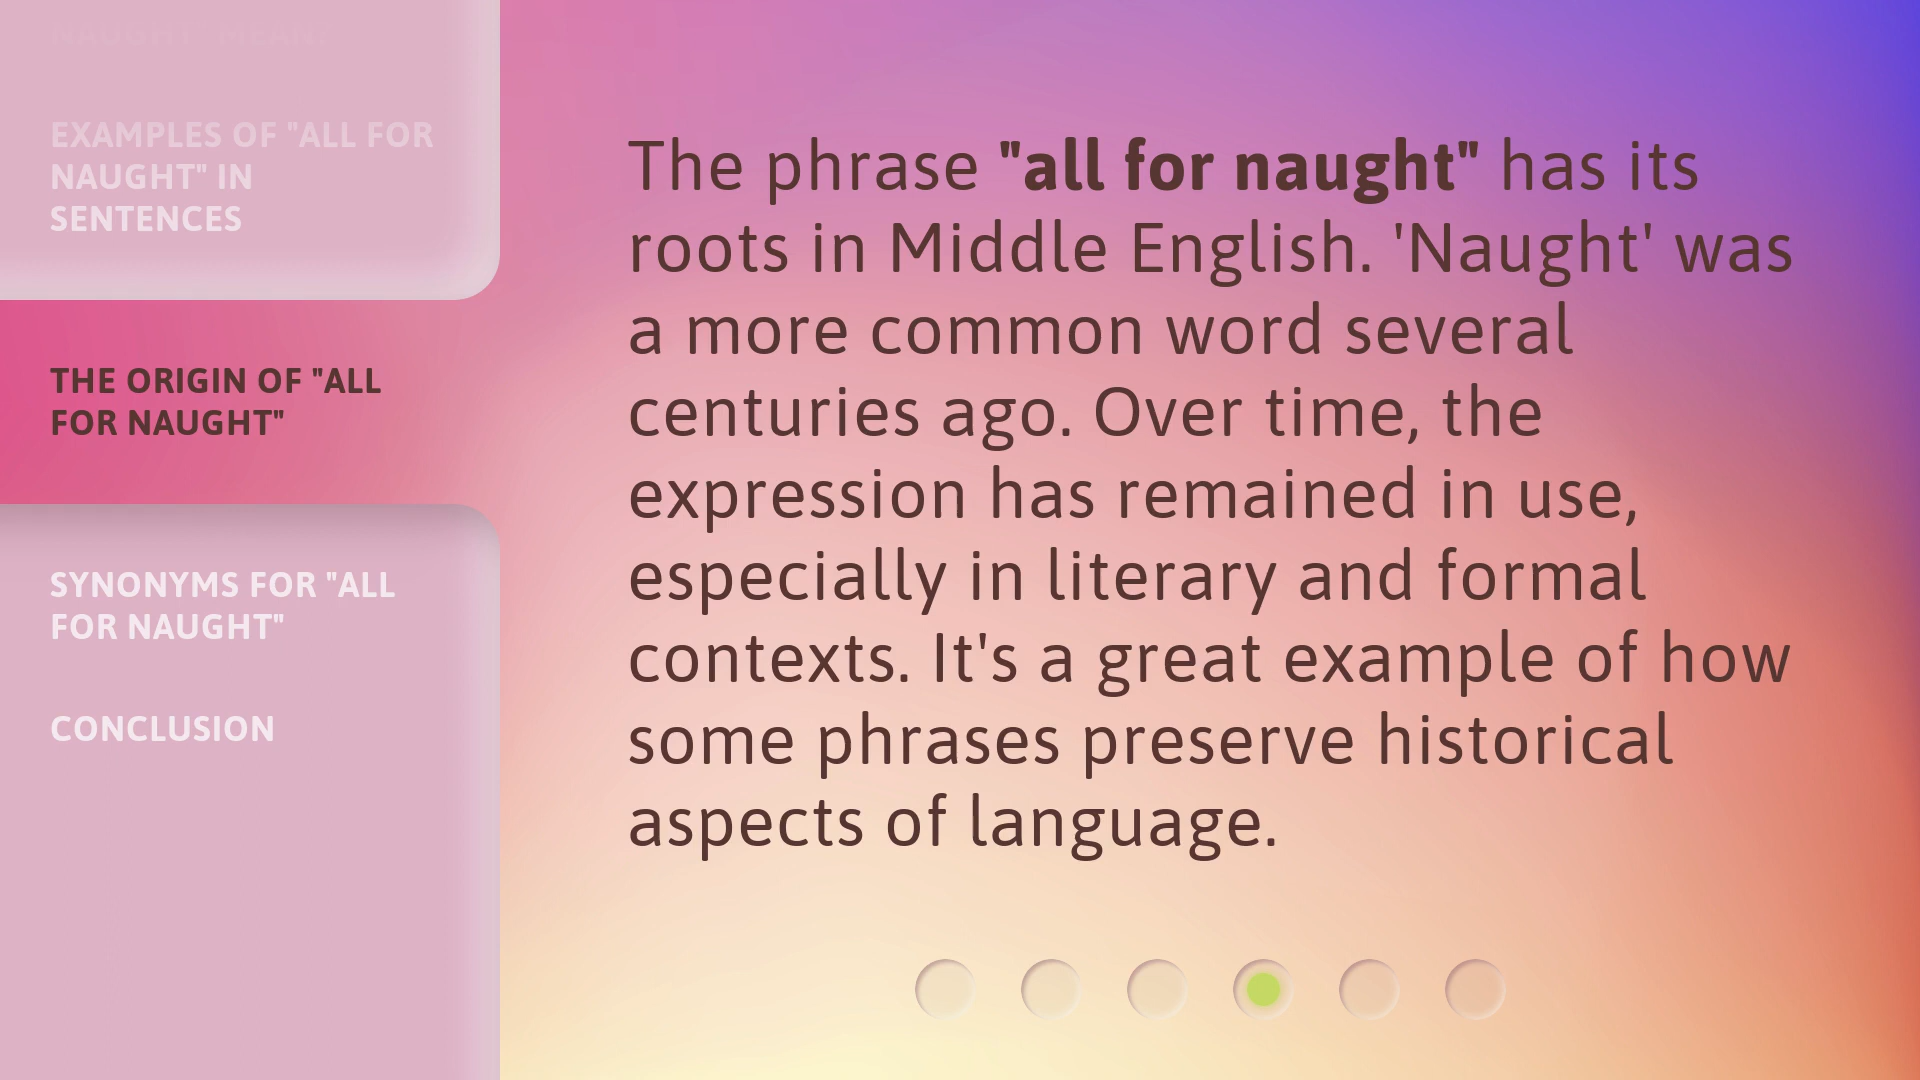 NAUGHT" MEAN?
EXAMPLES OF "ALL FOR
NAUGHT" IN
SENTENCES
THE ORIGIN OF "ALL
FOR NAUGHT"
SYNONYMS FOR "ALL
FOR NAUGHT"
CONCLUSION
The phrase "all for naught" has its
roots in Middle English. 'Naught' was
a more common word several
centuries ago. Over time, the
expression has remained in use,
especially in literary and formal
contexts. It's a great example of how
some phrases preserve historical
aspects of language.